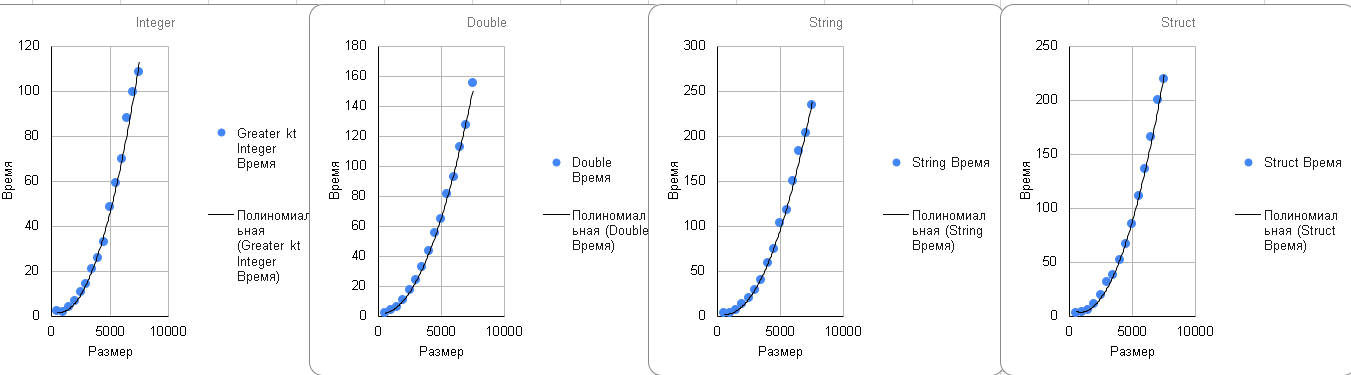 Integer
120
100
80
60
40
20
0
0
5000
10000
Время
Размер
Greater kt
Integer
Время
Полиномиал
ьная
(Greater kt
Integer
Время)
Double
180
160
140
120
100
80
60
40
20
0
0
5000
10000
Время
Размер
Double
Время
Полиномиал
ьная (Double
Время)
String
300
250
200
150
100
50
0
0
5000
10000
Время
Размер
String Время
Полиномиал
ьная (String
Время)
Struct
250
200
150
100
50
0
0
5000
10000
Время
Размер
Struct Время
Полиномиал
ьная (Struct
Время)